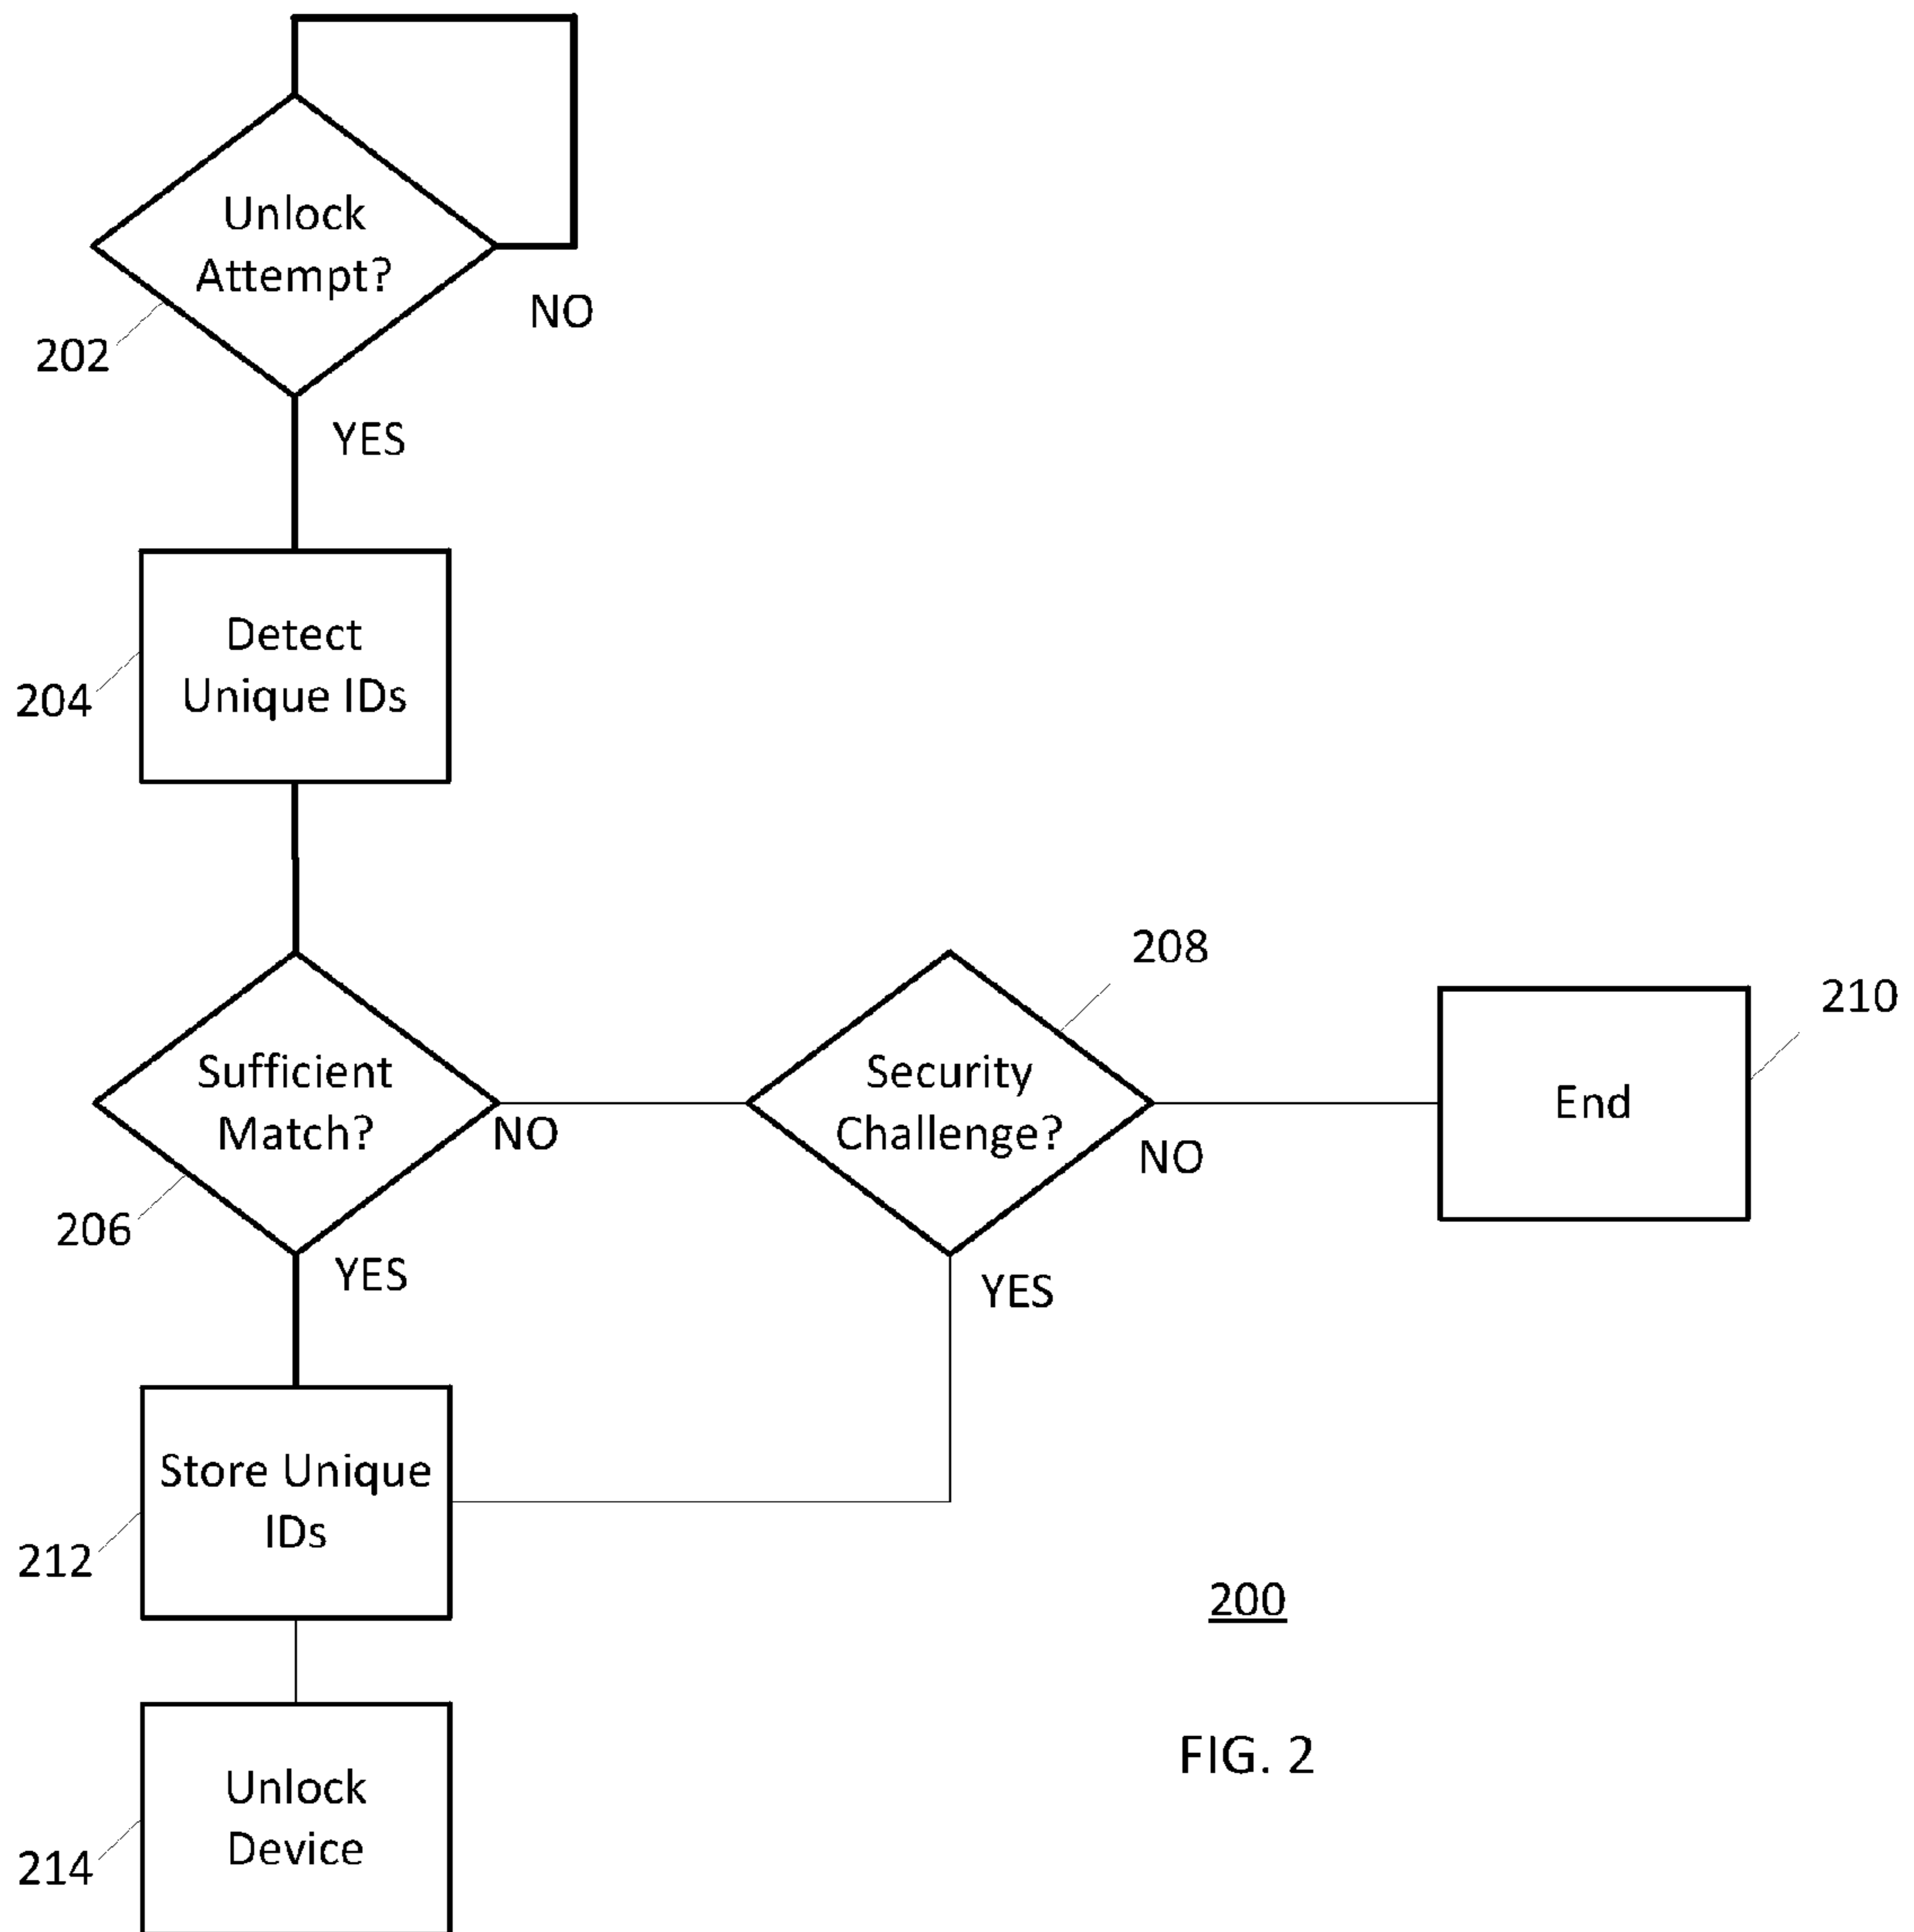 Unlock
Attempt?
NO
202
YES
Detect
Unique IDs
204
208
210
Sufficient
Match?
NO
Security
Challenge?
NO
End
206
YES
YES
Store Unique
IDs
212
200
FIG. 2
Unlock
Device
214